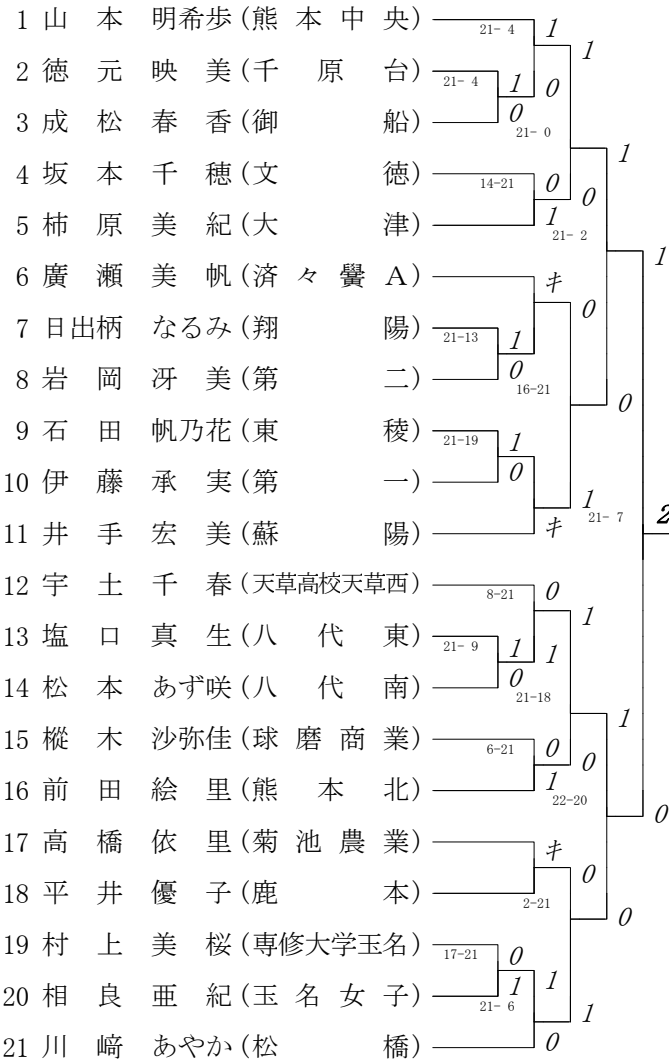 1 山 本 明希歩 (熊 本 中 央) 21- 4 1 1
2 徳 元 映 美 (千 原 台) 21- 4 1 0
3 成 松 春 香 (御 船) 0 21- 0 1
4 坂 本 千 穂 (文 徳) 14-21 0 0
5 柿 原 美 紀 (大 津) 1 21- 2 1
6 廣 瀬 美 帆 (済 々 黌 A) キ 0
7 日出柄 なるみ (翔 陽) 21-13 1
8 岩 岡 冴 美 (第 二) 0 16-21 0
9 石 田 帆乃花 (東 稜) 21-19 1
10 伊 藤 承 実 (第 一) 0 1 21- 7
11 井 手 宏 美 (蘇 陽) キ 2
12 宇 土 千 春 (天草高校天草西) 8-21 0 1
13 塩 口 真 生 (八 代 東) 21- 9 1 1
14 松 本 あず咲 (八 代 南) 0 21-18 1
15 樅 木 沙弥佳 (球 磨 商 業) 6-21 0 0
16 前 田 絵 里 (熊 本 北) 1 22-20 0
17 高 橋 依 里 (菊 池 農 業) キ 0
18 平 井 優 子 (鹿 本) 2-21 0
19 村 上 美 桜 (専修大学玉名) 17-21 0
20 相 良 亜 紀 (玉 名 女 子) 1 21- 6 1 1
21 川 﨑 あやか (松 橋) 0